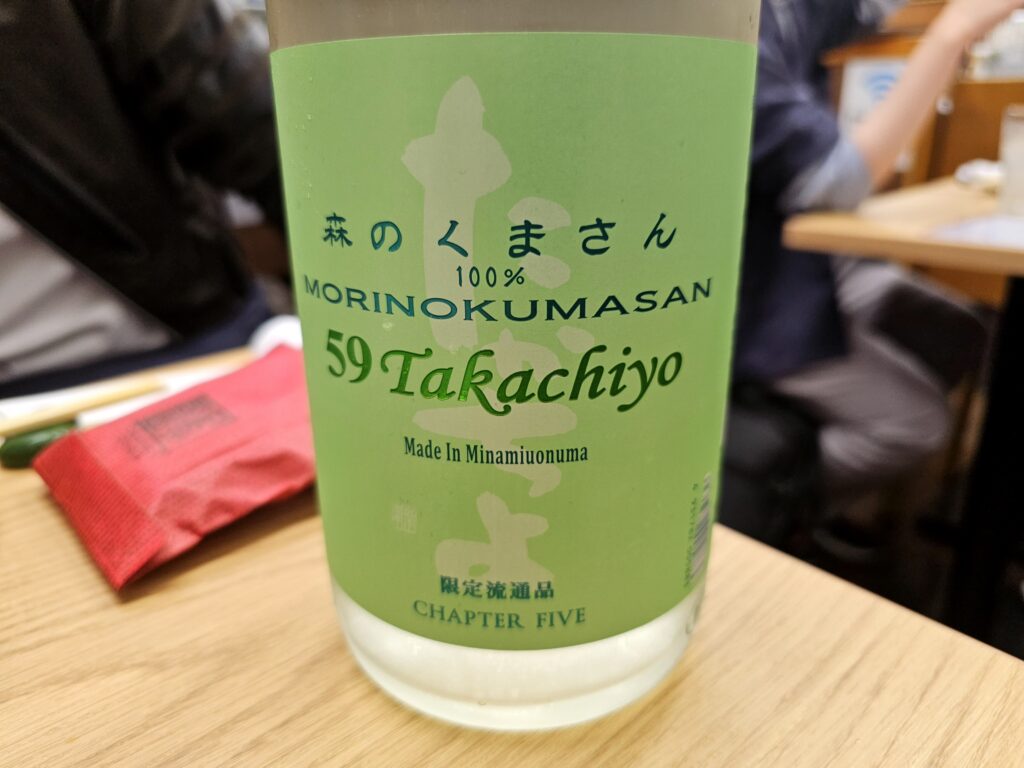 森のくまさん
100%
MORINOKUMASAN
59 Takachiyo
Made In Minamiuonuma
限定流通品
CHAPTER FIVE